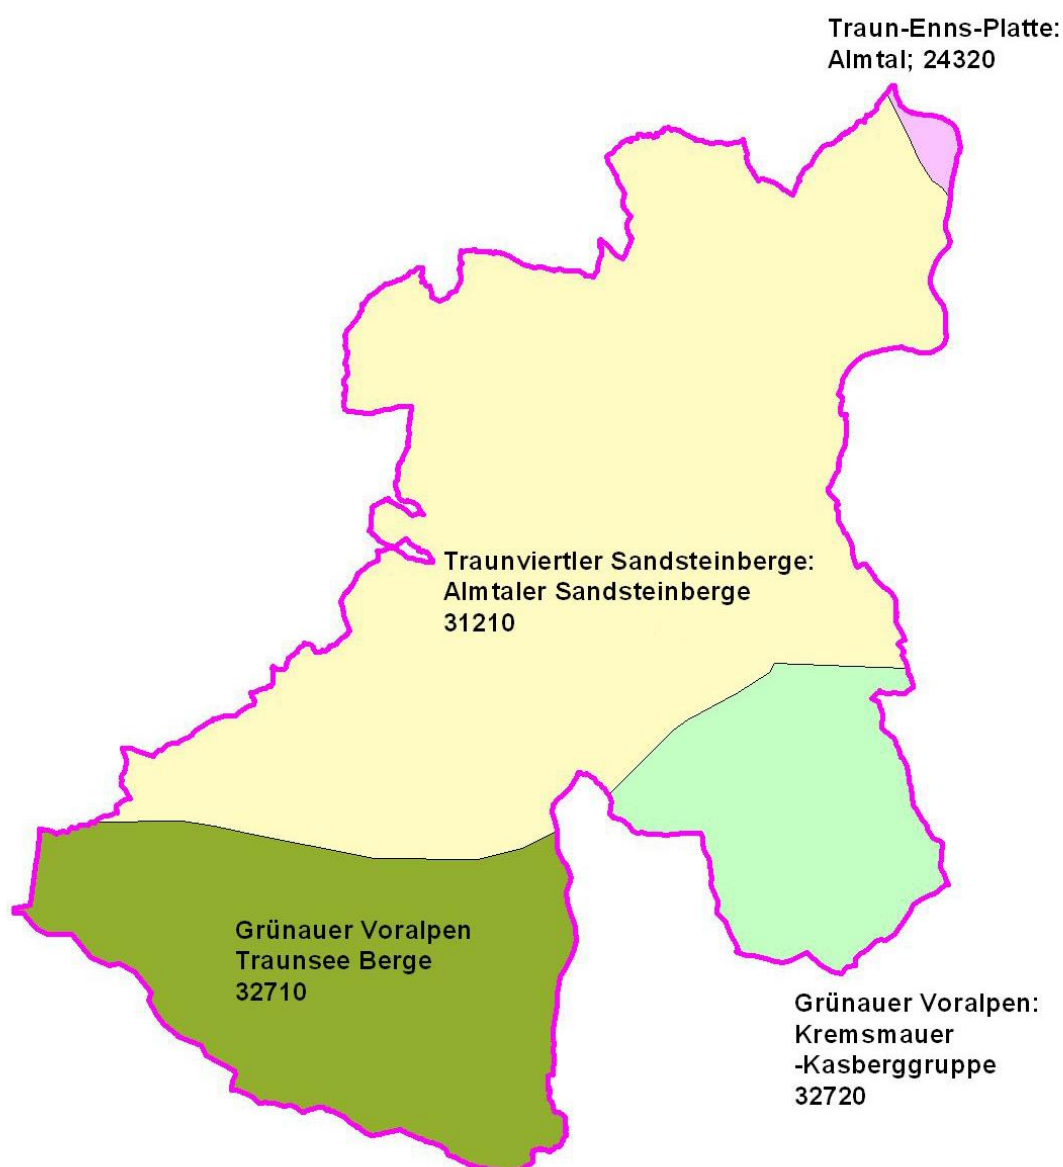 Traun-Enns-Platte:
Almtal; 24320
Traunviertler Sandsteinberge:
Almtaler Sandsteinberge
31210
Grünauer Voralpen
Traunsee Berge
32710
Grünauer Voralpen:
Kremsmauer
-Kasberggruppe
32720